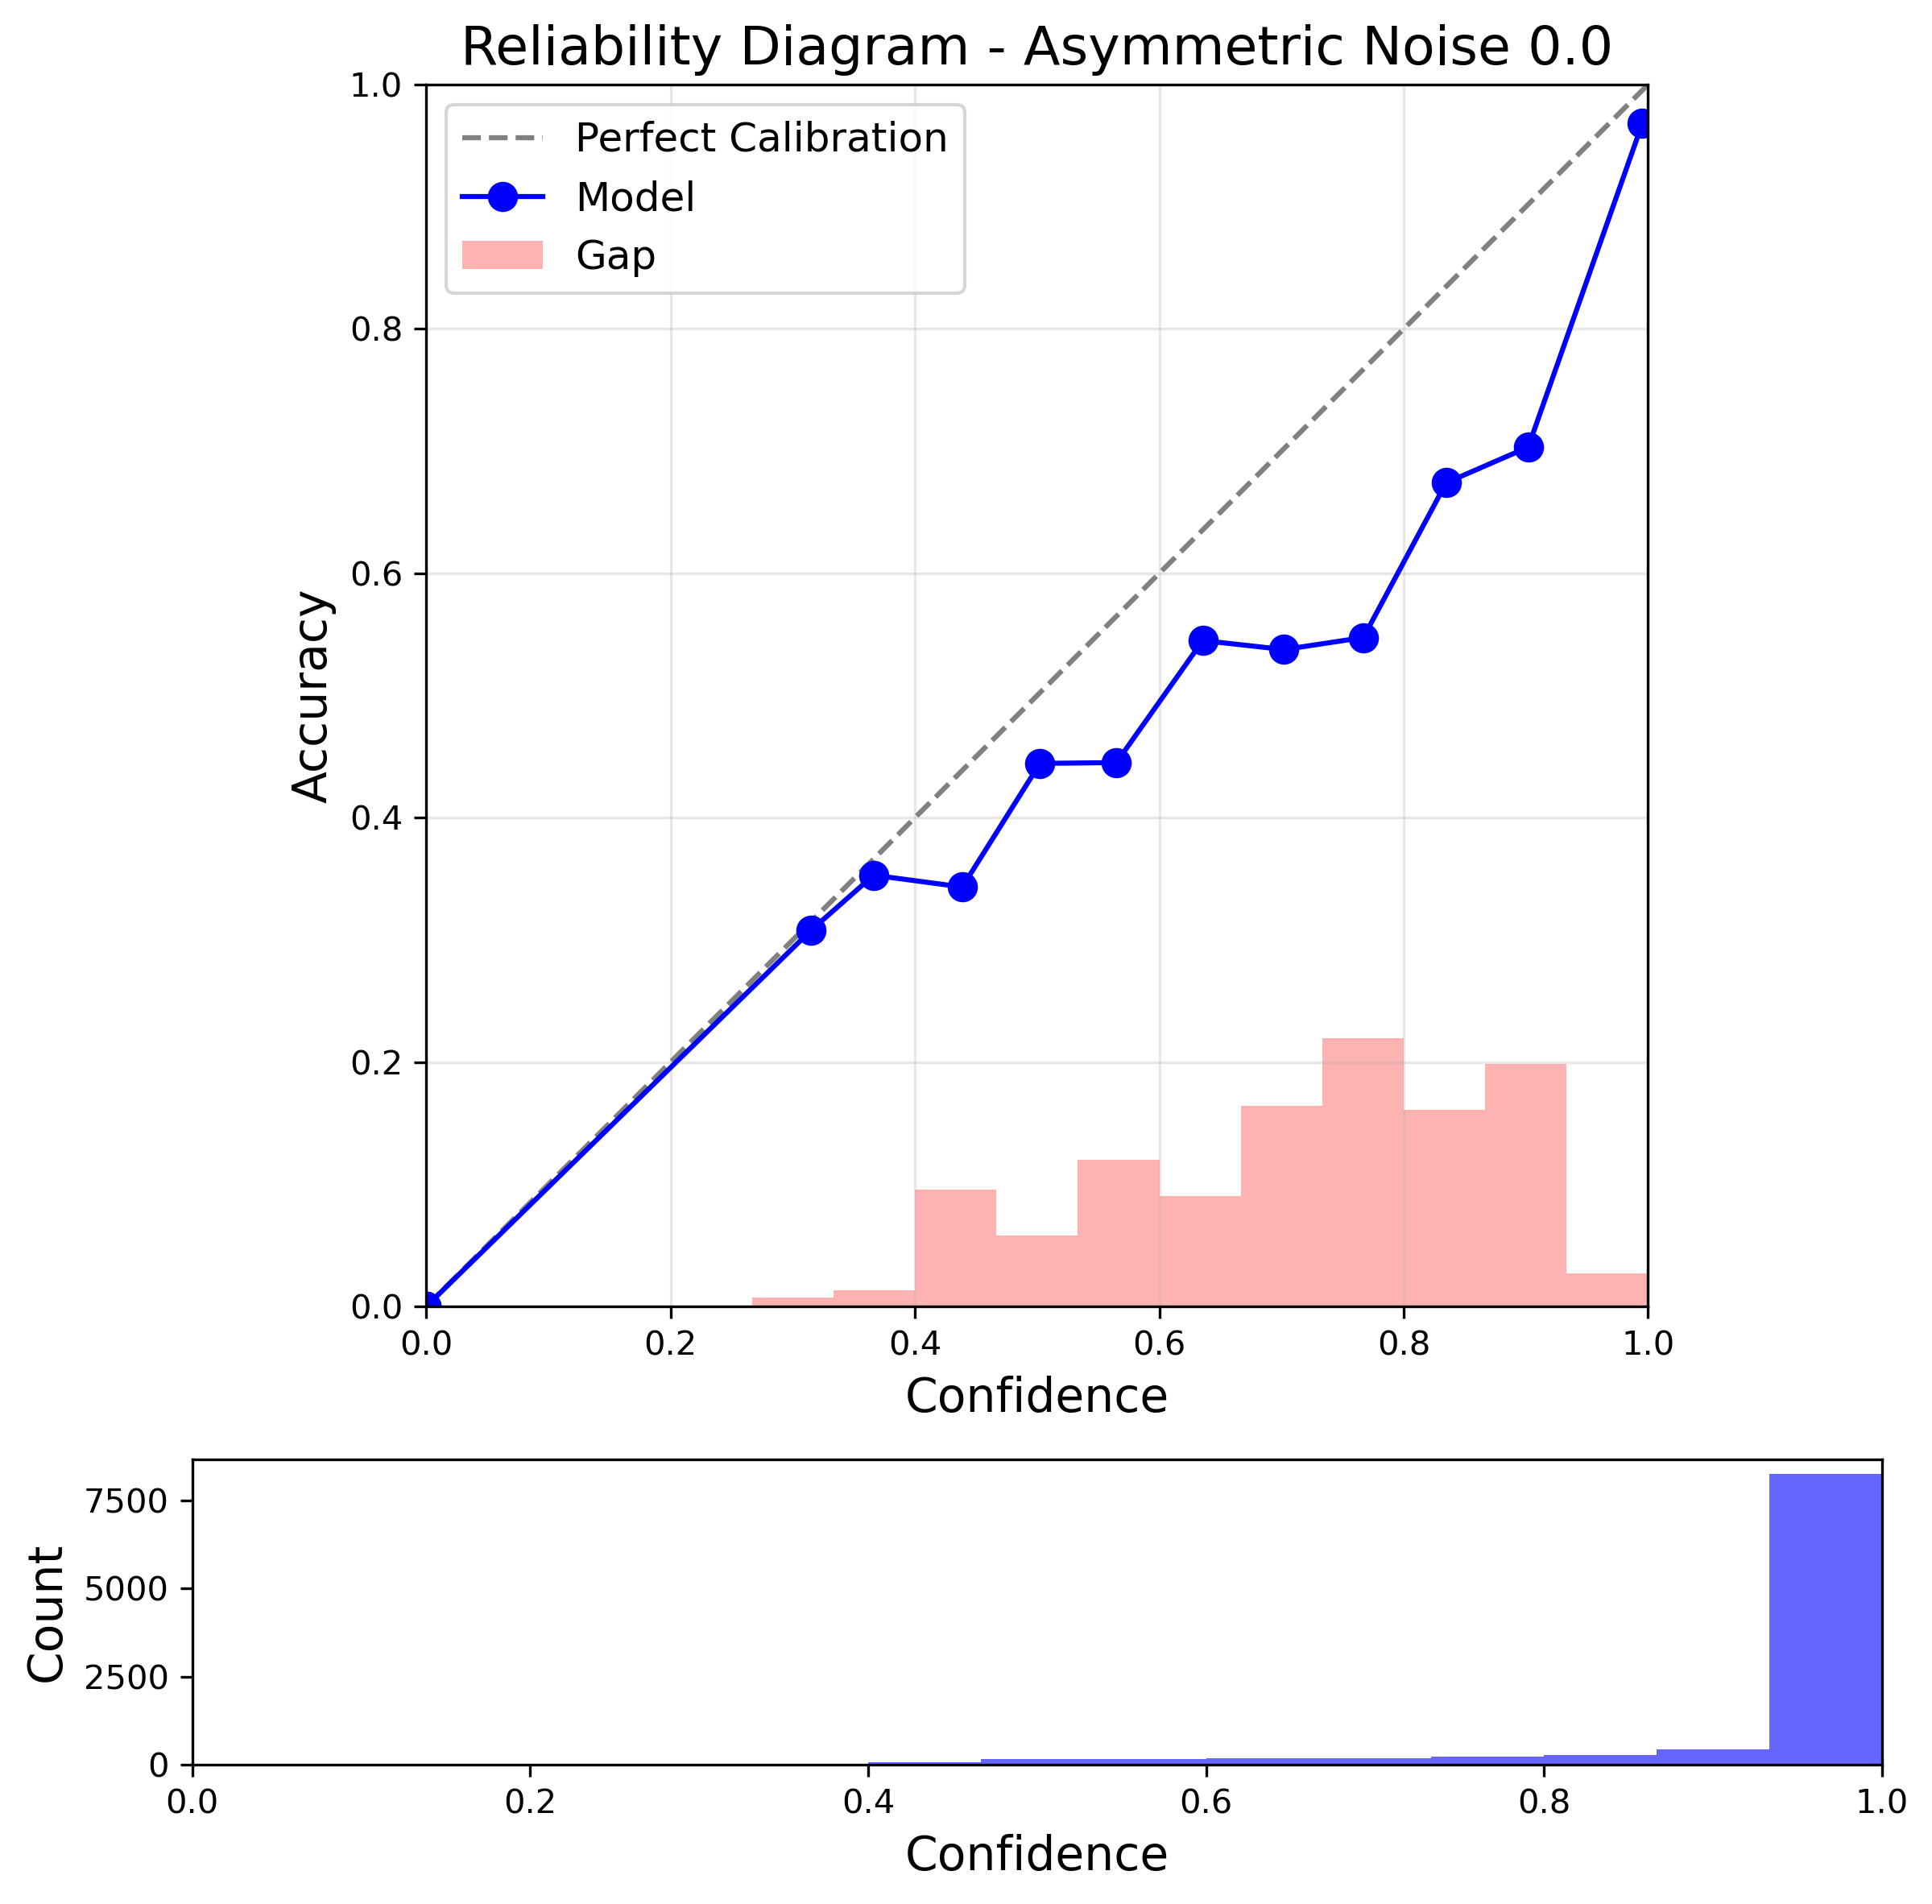 Reliability Diagram - Asymmetric Noise 0.0
1.0
0.8
0.6
0.4
0.2
0.0
Accuracy
Perfect Calibration
Model
Gap
0.0 0.2 0.4 0.6 0.8 1.0
Confidence
7500
5000
2500
0
Count
0.0 0.2 0.4 0.6 0.8 1.0
Confidence